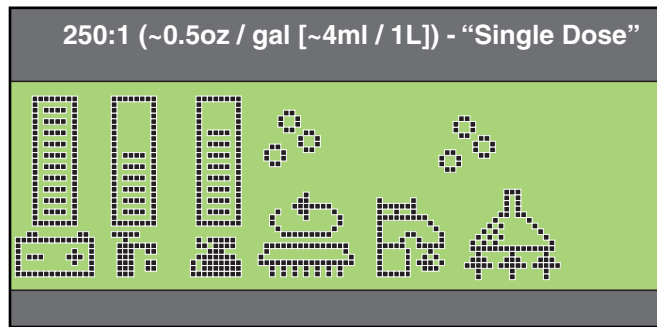 250:1 (~0.5oz / gal [~4ml / 1L]) - “Single Dose”